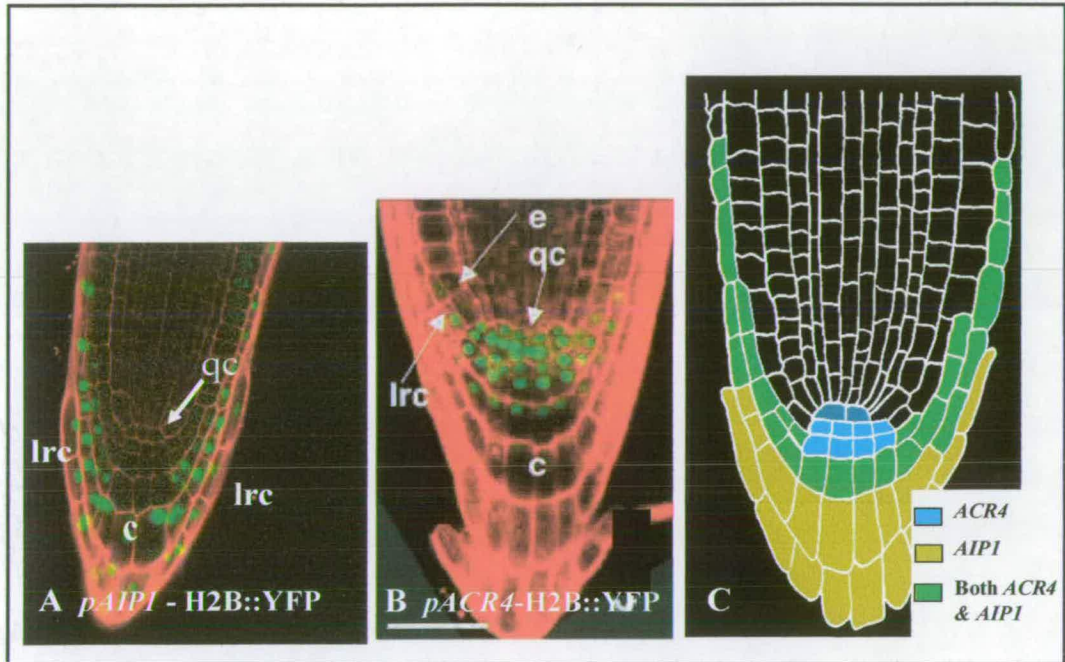 qc
lrc
lrc
c
A pAIP1 - H2B::YFP
e
qc
lrc
c
B pACR4-H2B::YFP
C
ACR4
AIP1
Both ACR4
& AIP1